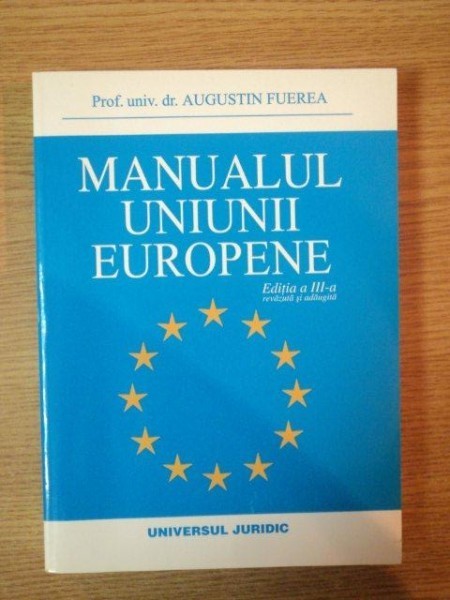 Prof. univ. dr. AUGUSTIN FUEREA
MANUALUL
UNIUNII
EUROPENE
Ediția a III-a
revăzută și adăugită
UNIVERSUL JURIDIC